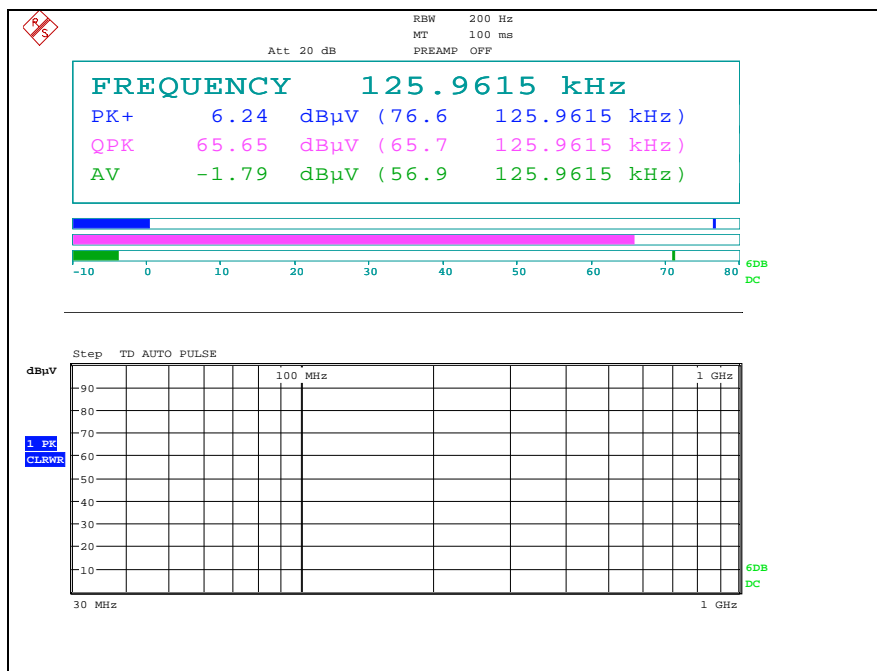 R S
RBW 200 Hz
MT 100 ms
Att 20 dB PREAMP OFF
FREQUENCY 125.9615 kHz
PK+ 6.24 dBµV (76.6 125.9615 kHz)
QPK 65.65 dBµV (65.7 125.9615 kHz)
AV -1.79 dBµV (56.9 125.9615 kHz)
-10 0 10 20 30 40 50 60 70 80
6DB
DC
Step TD AUTO PULSE
dBµV
100 MHz 1 GHz
90
80
70
1 PK
60
CLRWR
50
40
30
20
10
6DB
DC
30 MHz 1 GHz